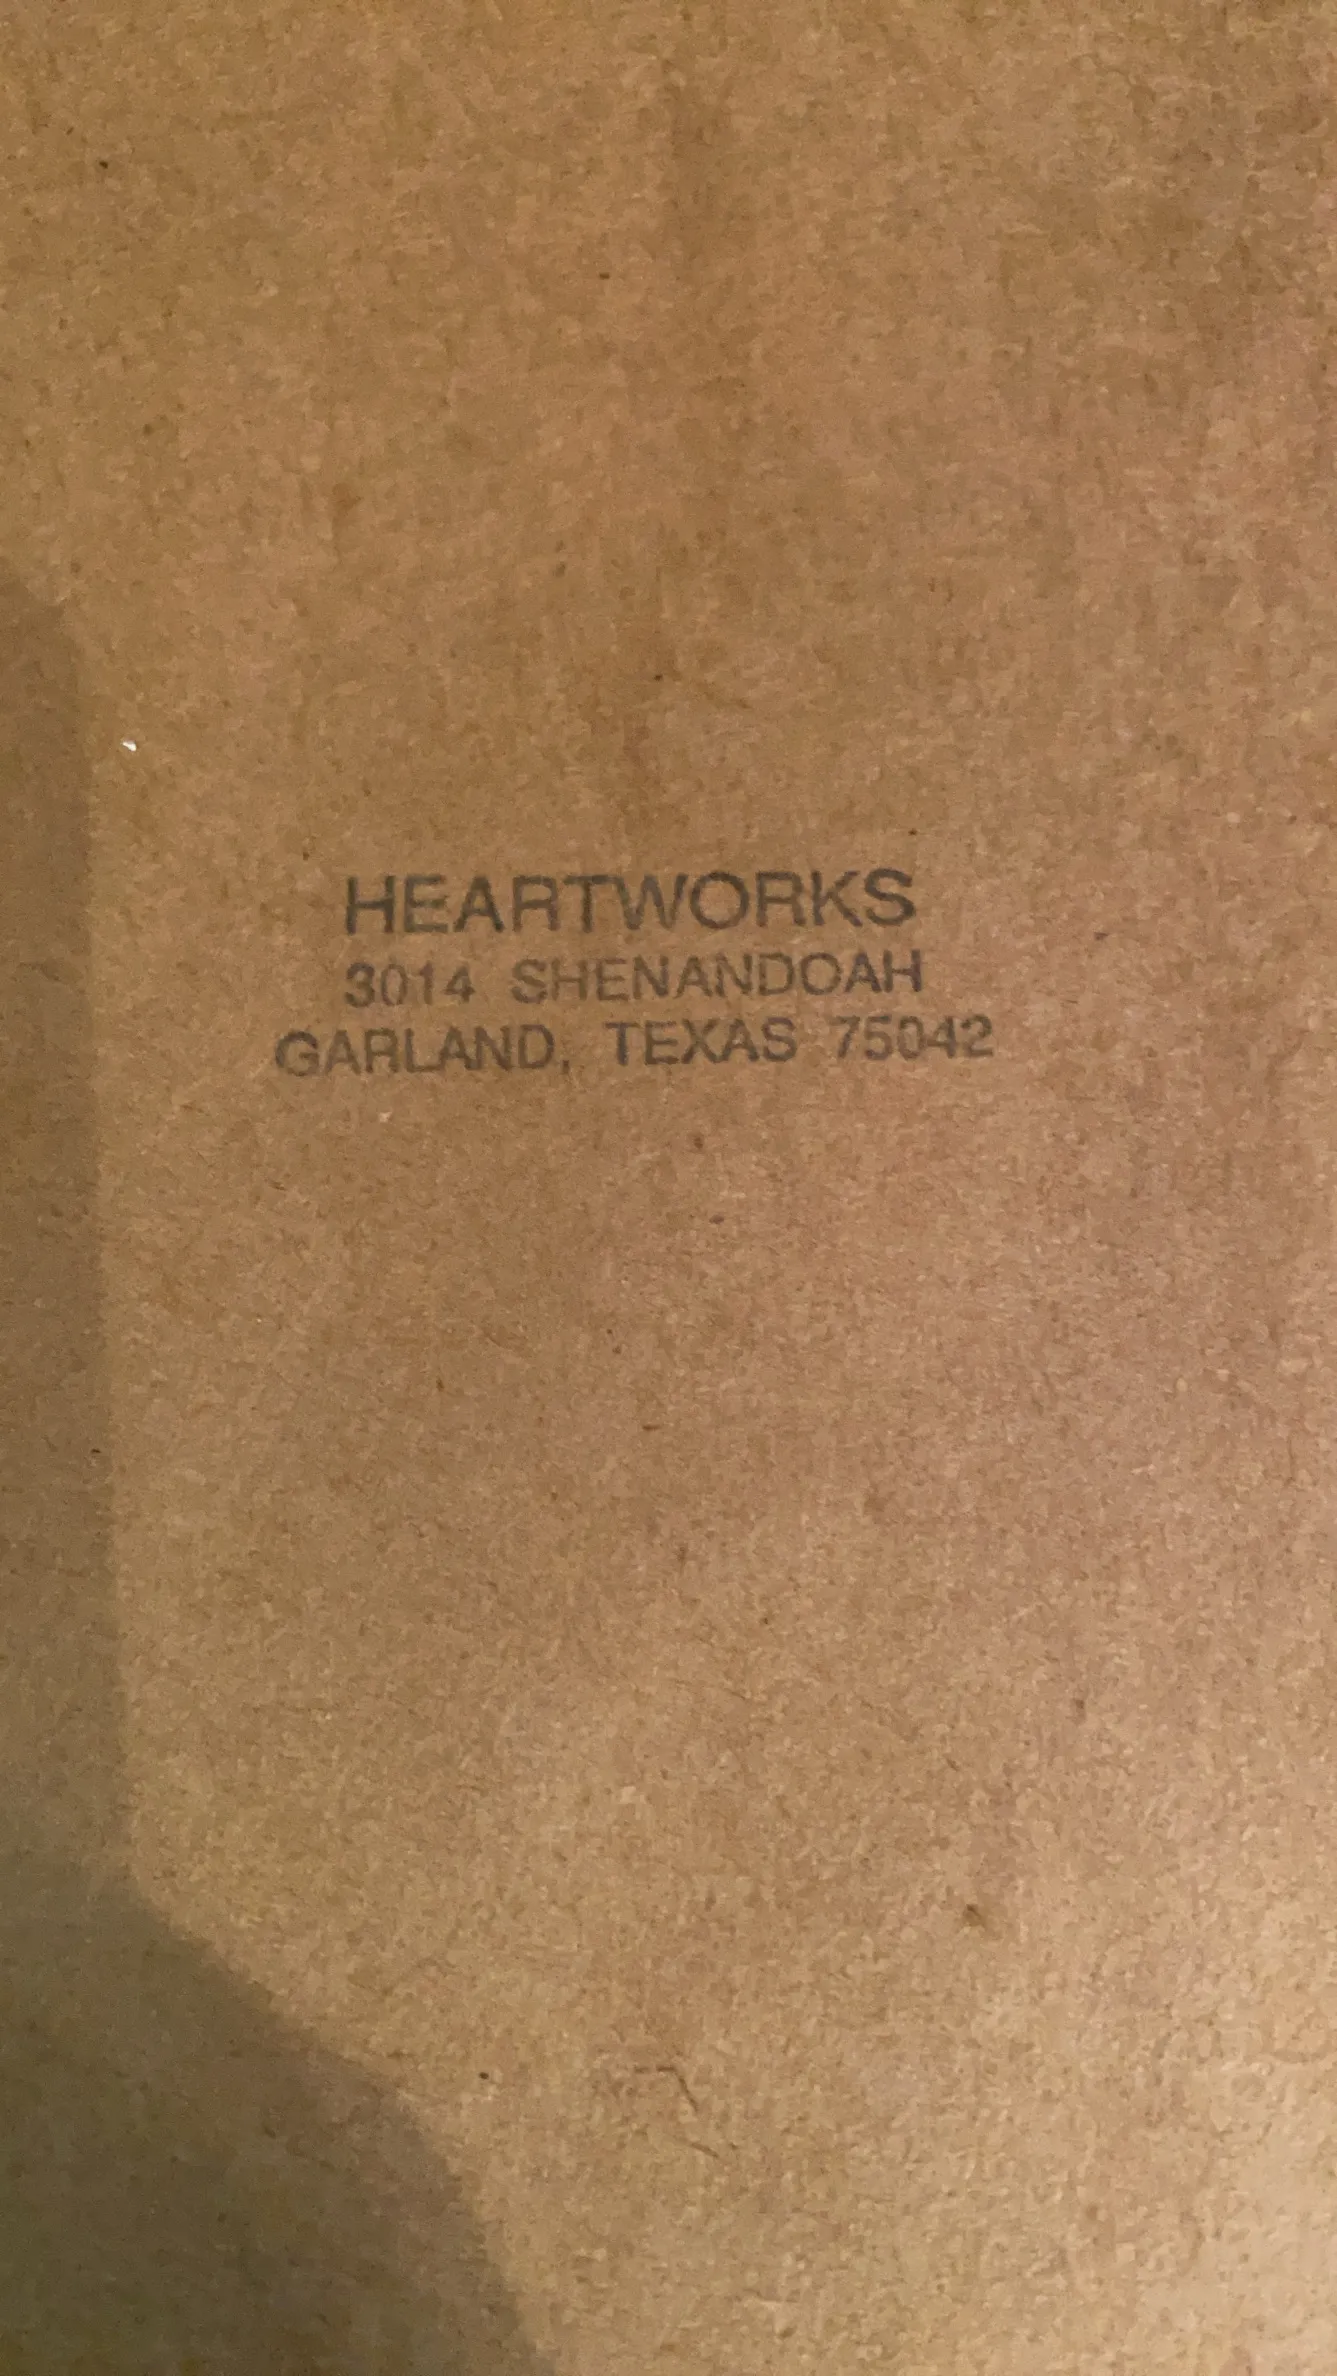 HEARTWORKS
3014 SHENANDOAH
GARLAND, TEXAS 75042